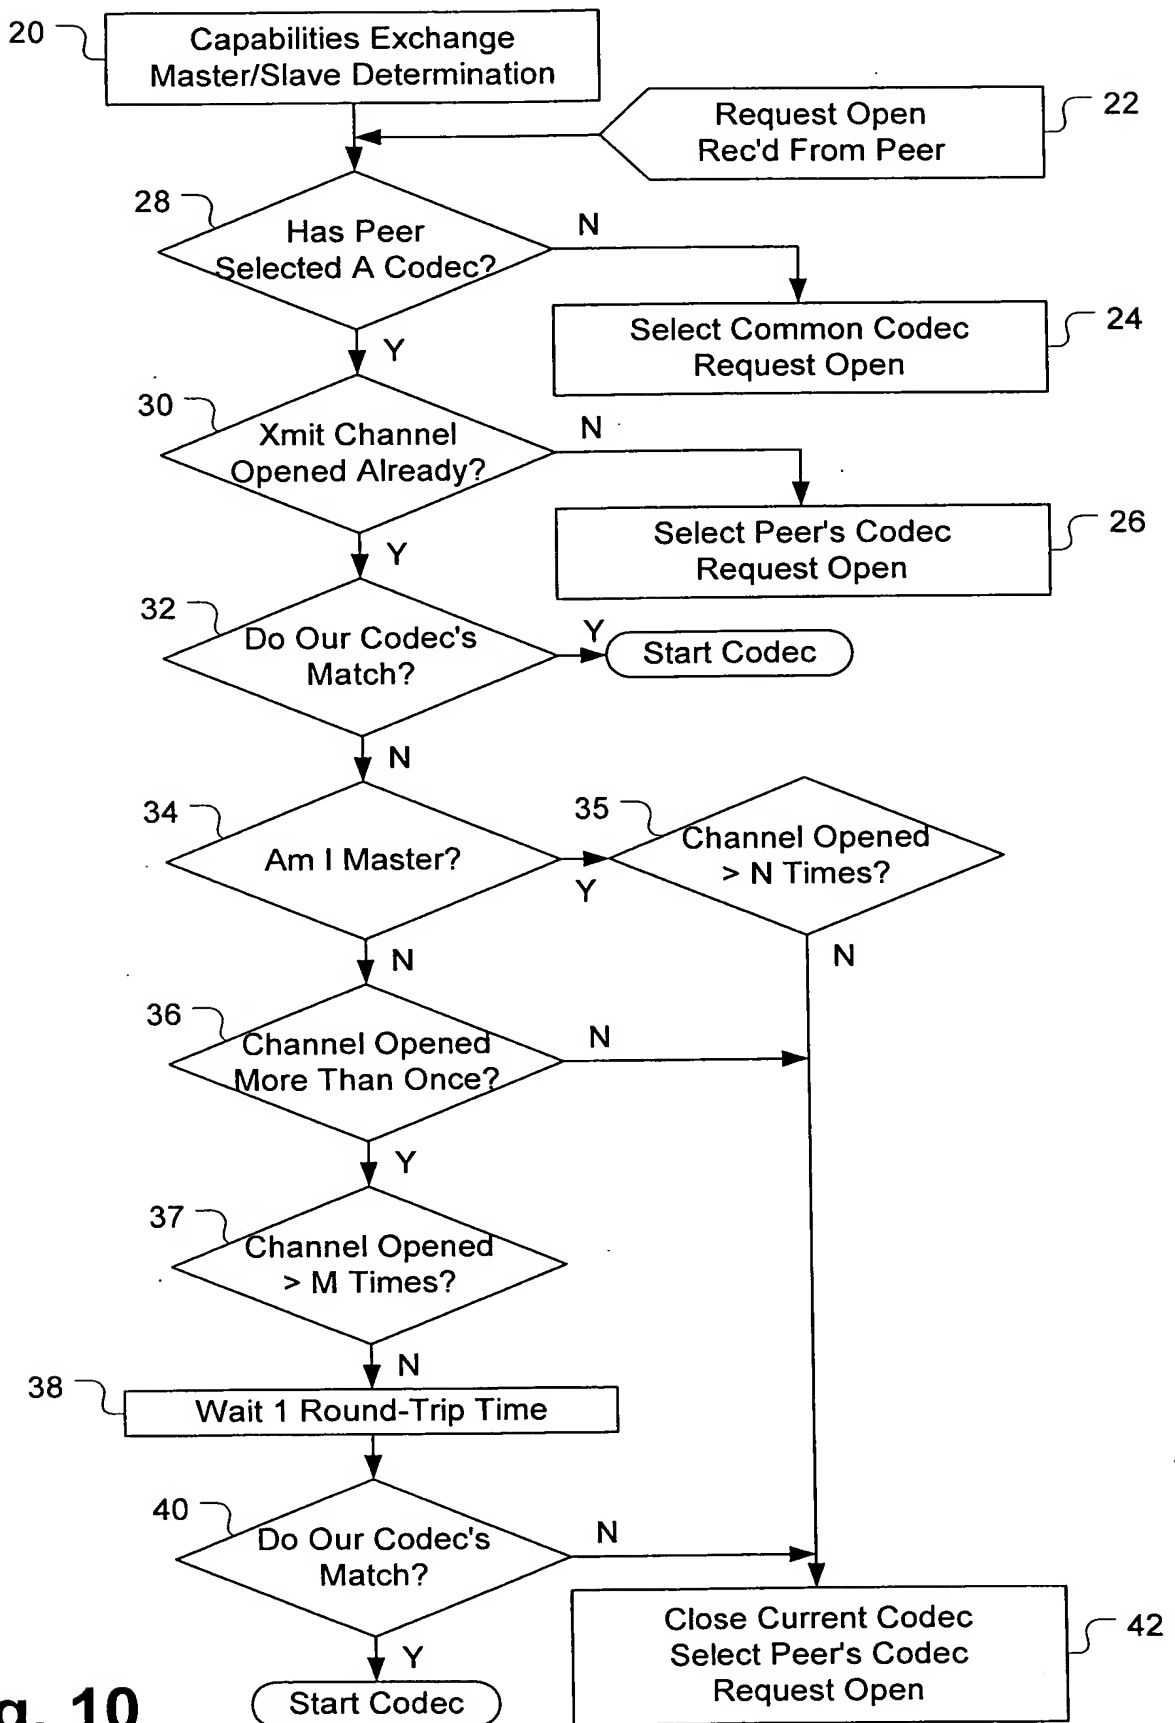 20
Capabilities Exchange
Master/Slave Determination
Request Open
Rec'd From Peer
22
28
Has Peer
Selected A Codec?
N
Y
Select Common Codec
Request Open
24
30
Xmit Channel
Opened Already?
N
Y
Select Peer's Codec
Request Open
26
32
Do Our Codec's
Match?
Y
Start Codec
N
34
Am I Master?
Y
35
Channel Opened
> N Times?
N
N
36
Channel Opened
More Than Once?
N
Y
37
Channel Opened
> M Times?
N
38
Wait 1 Round-Trip Time
40
Do Our Codec's
Match?
N
Y
Close Current Codec
Select Peer's Codec
Request Open
42
Start Codec
10